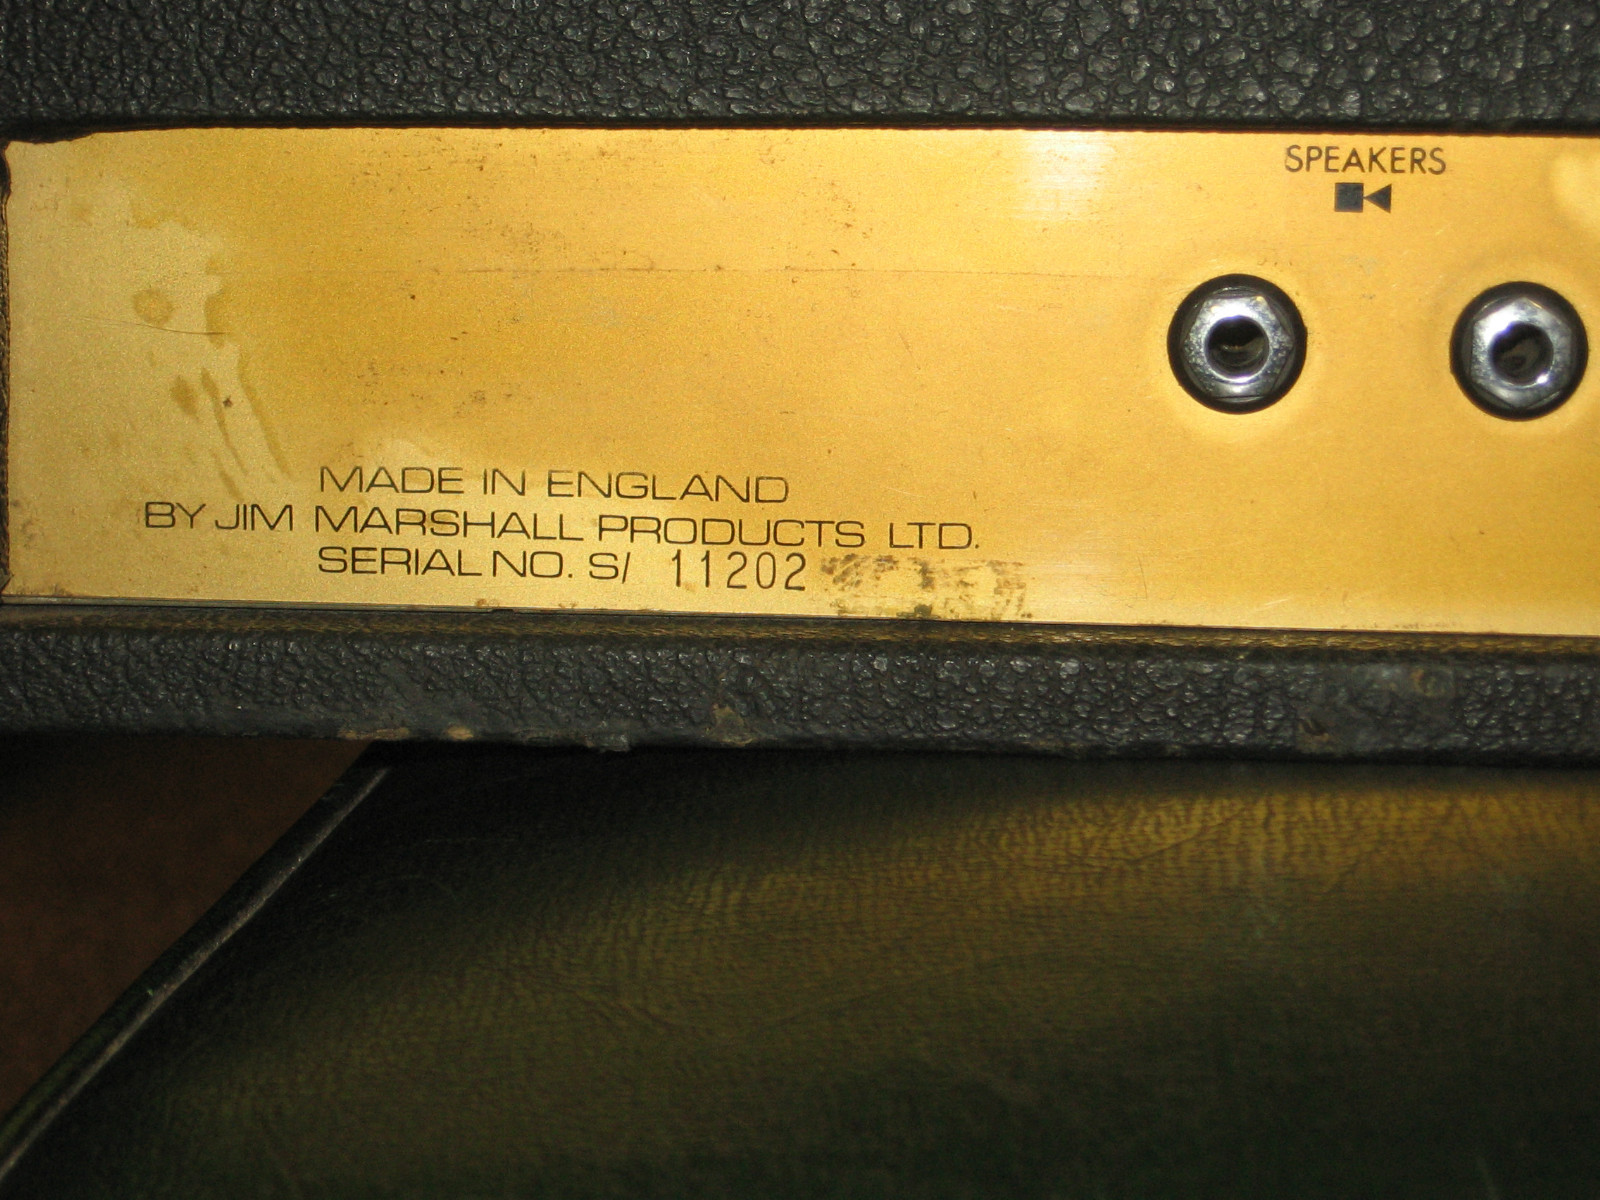 SPEAKERS
MADE IN ENGLAND
BY JIM MARSHALL PRODUCTS LTD.
SERIAL NO. S/ 11202